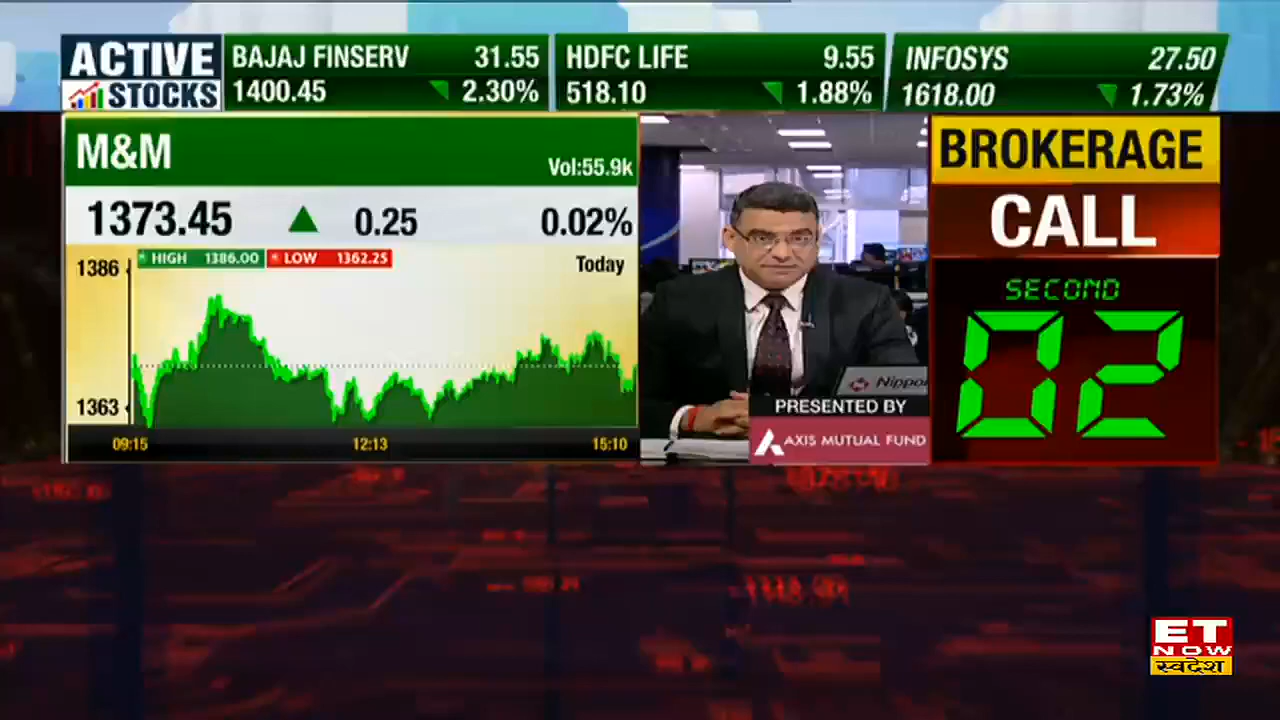 ACTIVE
STOCKS
BAJAJ FINSERV 31.55
1400.45 2.30%
HDFC LIFE 9.55
518.10 1.88%
INFOSYS 27.50
1618.00 1.73%
M&M
Vol:55.9k
1373.45 0.25 0.02%
HIGH 1386.00 LOW 1362.25
Today
1386
1363
09:15 12:13 15:10
PRESENTED BY
AXIS MUTUAL FUND
BROKERAGE
CALL
SECOND
02
ET
NOW
स्वदेश